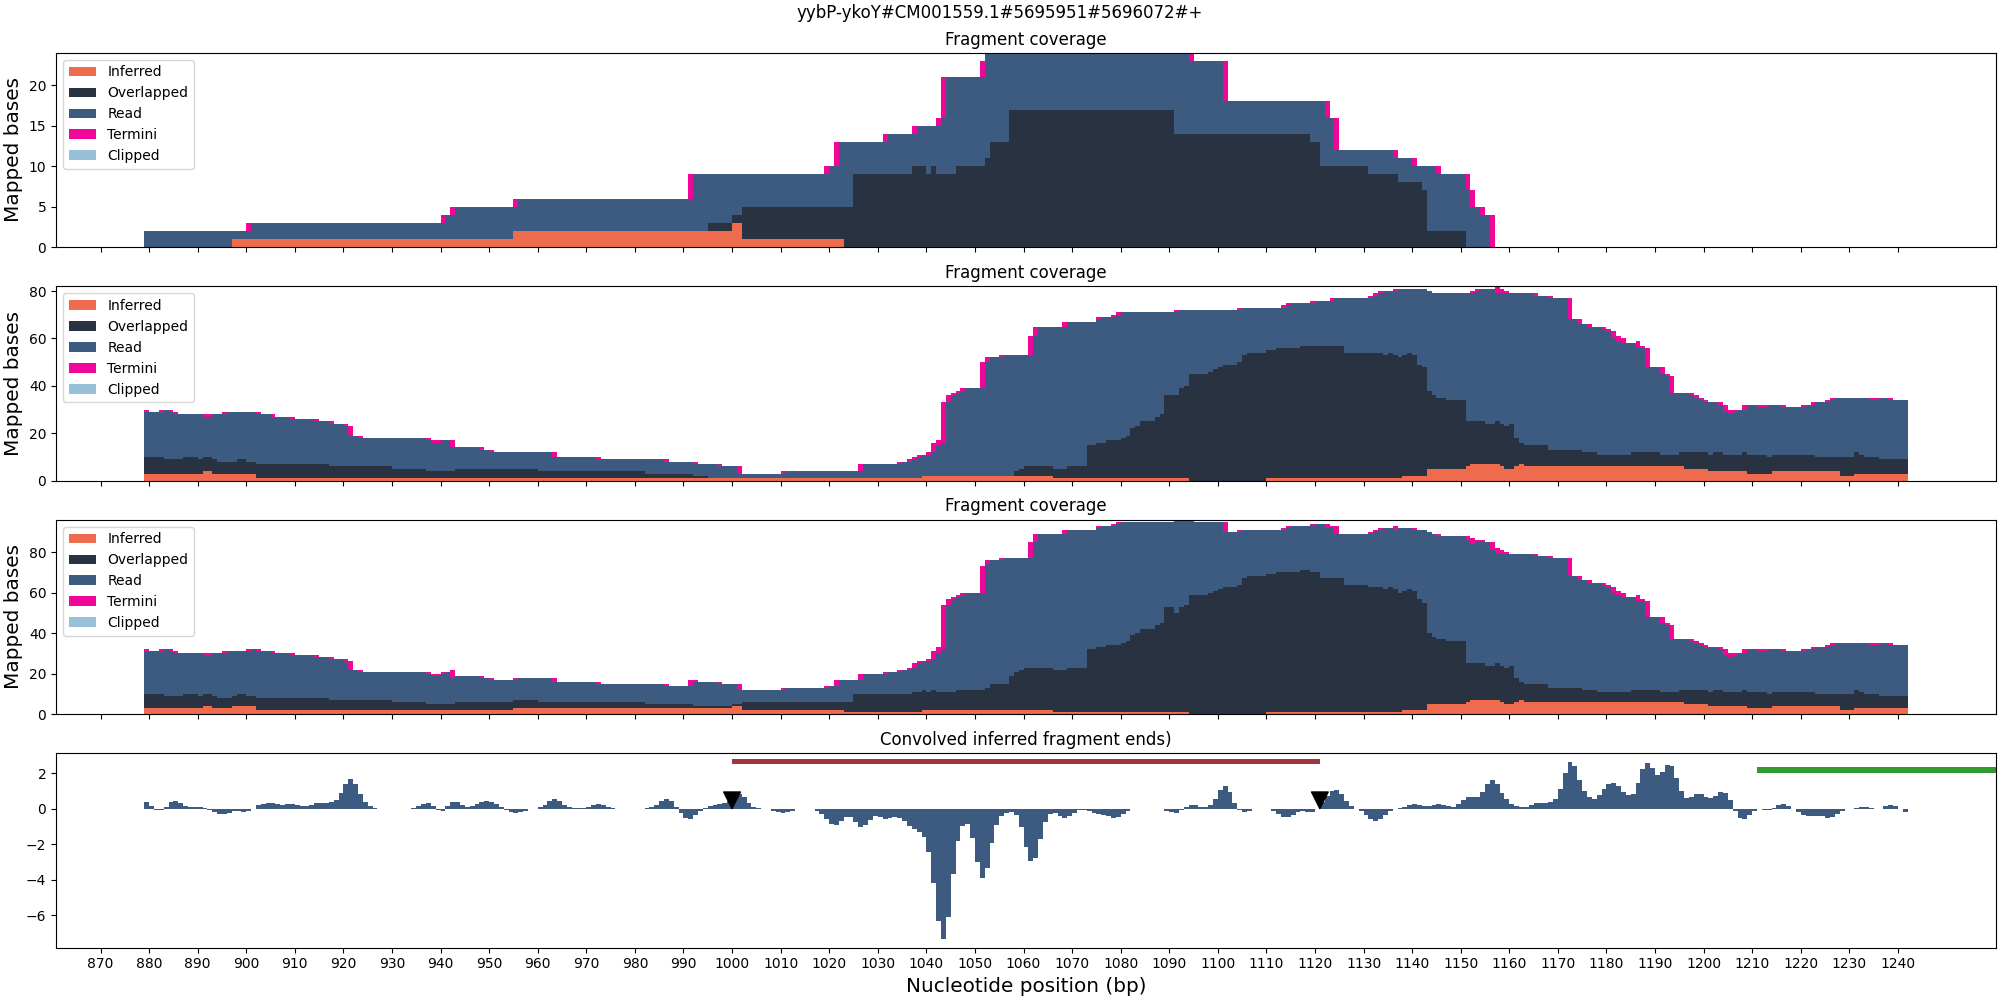 yybP-ykoY#CM001559.1#5695951#5696072#+
Fragment coverage
Mapped bases
20
15
10
5
0
Inferred
Overlapped
Read
Termini
Clipped
Fragment coverage
Mapped bases
80
60
40
20
0
Inferred
Overlapped
Read
Termini
Clipped
Fragment coverage
Mapped bases
80
60
40
20
0
Inferred
Overlapped
Read
Termini
Clipped
Convolved inferred fragment ends)
2
0
−2
−4
−6
870 880 890 900 910 920 930 940 950 960 970 980 990 1000 1010 1020 1030 1040 1050 1060 1070 1080 1090 1100 1110 1120 1130 1140 1150 1160 1170 1180 1190 1200 1210 1220 1230 1240
Nucleotide position (bp)